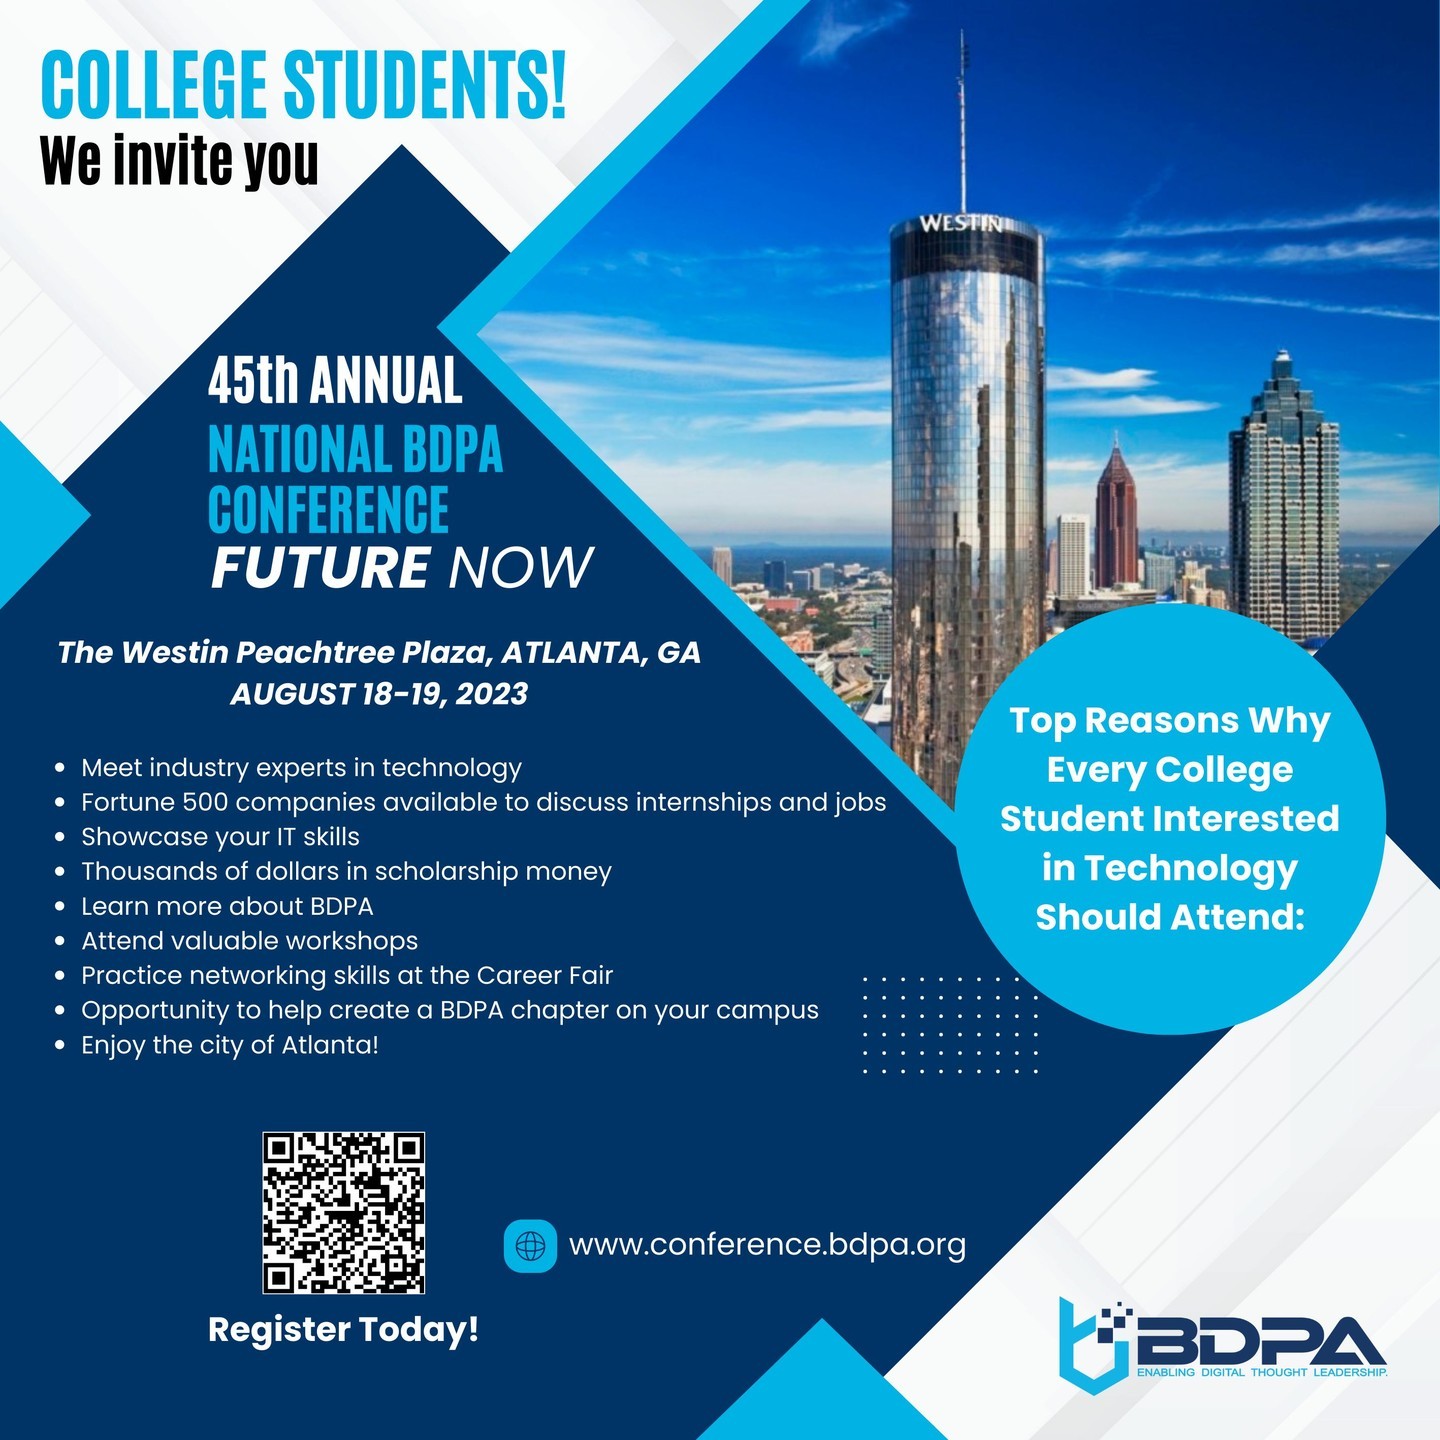 COLLEGE STUDENTS!
We invite you
WESTIN
45th ANNUAL
NATIONAL BDPA
CONFERENCE
FUTURE NOW
The Westin Peachtree Plaza, ATLANTA, GA
AUGUST 18-19, 2023
Top Reasons Why
Every College
Student Interested
in Technology
Should Attend:
• Meet industry experts in technology
• Fortune 500 companies available to discuss internships and jobs
• Showcase your IT skills
• Thousands of dollars in scholarship money
• Learn more about BDPA
• Attend valuable workshops
• Practice networking skills at the Career Fair
• Opportunity to help create a BDPA chapter on your campus
• Enjoy the city of Atlanta!
www.conference.bdpa.org
Register Today!
BDPA
ENABLING DIGITAL THOUGHT LEADERSHIP.